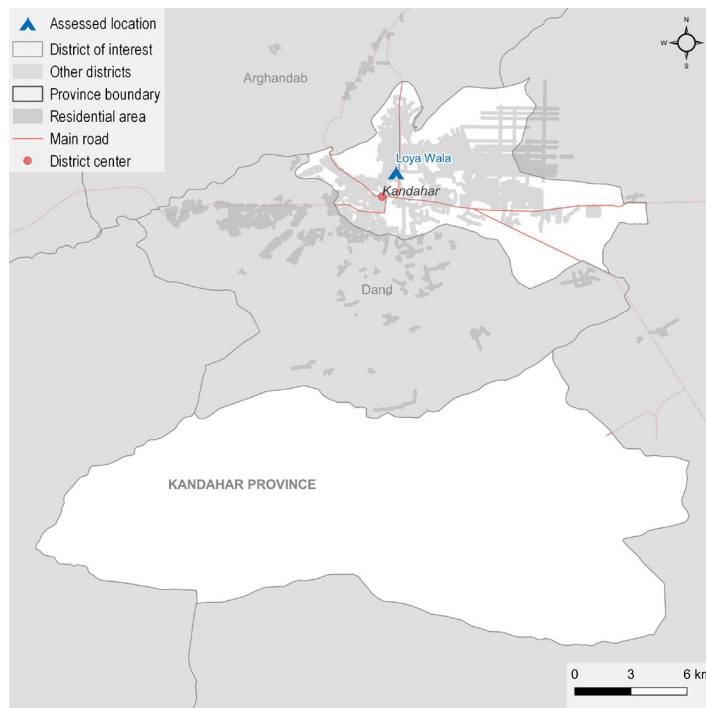 Assessed location
District of interest
Other districts
Province boundary
Residential area
Main road
District center
N
W
E
S
Arghandab
Loya Wala
Kandahar
Dand
KANDAHAR PROVINCE
0 3 6 km